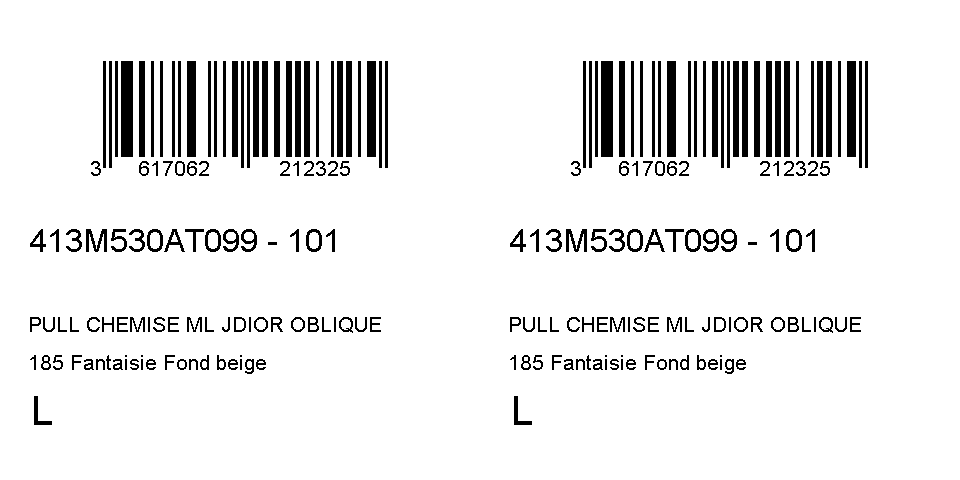 3 617062 212325
413M530AT099 - 101
PULL CHEMISE ML JDIOR OBLIQUE
185 Fantaisie Fond beige
L
3 617062 212325
413M530AT099 - 101
PULL CHEMISE ML JDIOR OBLIQUE
185 Fantaisie Fond beige
L